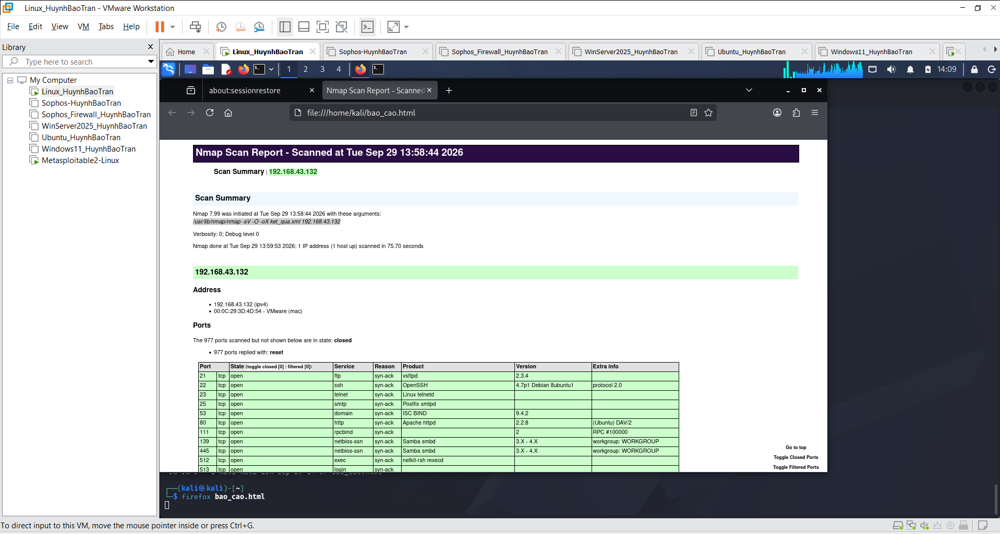 Linux_HuynhBaoTran - VMware Workstation
File Edit View VM Tabs Help
Library
Type here to search
My Computer
Linux_HuynhBaoTran
Sophos-HuynhBaoTran
Sophos_Firewall_HuynhBaoTran
WinServer2025_HuynhBaoTran
Ubuntu_HuynhBaoTran
Windows11_HuynhBaoTran
Metasploitable2-Linux
Home Linux_HuynhBaoTran Sophos-HuynhBaoTran Sophos_Firewall_HuynhBaoTran WinServer2025_HuynhBaoTran Ubuntu_HuynhBaoTran Windows11_HuynhBaoTran
1 2 3 4 14:09
about:sessionrestore Nmap Scan Report - Scanned
file:///home/kali/bao_cao.html
Nmap Scan Report - Scanned at Tue Sep 29 13:58:44 2026
Scan Summary | 192.168.43.132
Scan Summary
Nmap 7.99 was initiated at Tue Sep 29 13:58:44 2026 with these arguments:
/usr/lib/nmap/nmap -sV -O -oX ket_qua.xml 192.168.43.132
Verbosity: 0; Debug level 0
Nmap done at Tue Sep 29 13:59:53 2026; 1 IP address (1 host up) scanned in 75.70 seconds
192.168.43.132
Address
• 192.168.43.132 (ipv4)
• 00:0C:29:3D:4D:54 - VMware (mac)
Ports
The 977 ports scanned but not shown below are in state: closed
• 977 ports replied with: reset
Port State (toggle closed [0] | filtered [0]) Service Reason Product Version Extra info
21 tcp open ftp syn-ack vsftpd 2.3.4
22 tcp open ssh syn-ack OpenSSH 4.7p1 Debian 8ubuntu1 protocol 2.0
23 tcp open telnet syn-ack Linux telnetd
25 tcp open smtp syn-ack Postfix smtpd
53 tcp open domain syn-ack ISC BIND 9.4.2
80 tcp open http syn-ack Apache httpd 2.2.8 (Ubuntu) DAV/2
111 tcp open rpcbind syn-ack 2 RPC #100000
139 tcp open netbios-ssn syn-ack Samba smbd 3.X - 4.X workgroup: WORKGROUP
445 tcp open netbios-ssn syn-ack Samba smbd 3.X - 4.X workgroup: WORKGROUP
512 tcp open exec syn-ack netkit-rsh rexecd
513 tcp open login syn-ack
Go to top
Toggle Closed Ports
Toggle Filtered Ports
(kali㉿kali)-[~]
$ firefox bao_cao.html
To direct input to this VM, move the mouse pointer inside or press Ctrl+G.